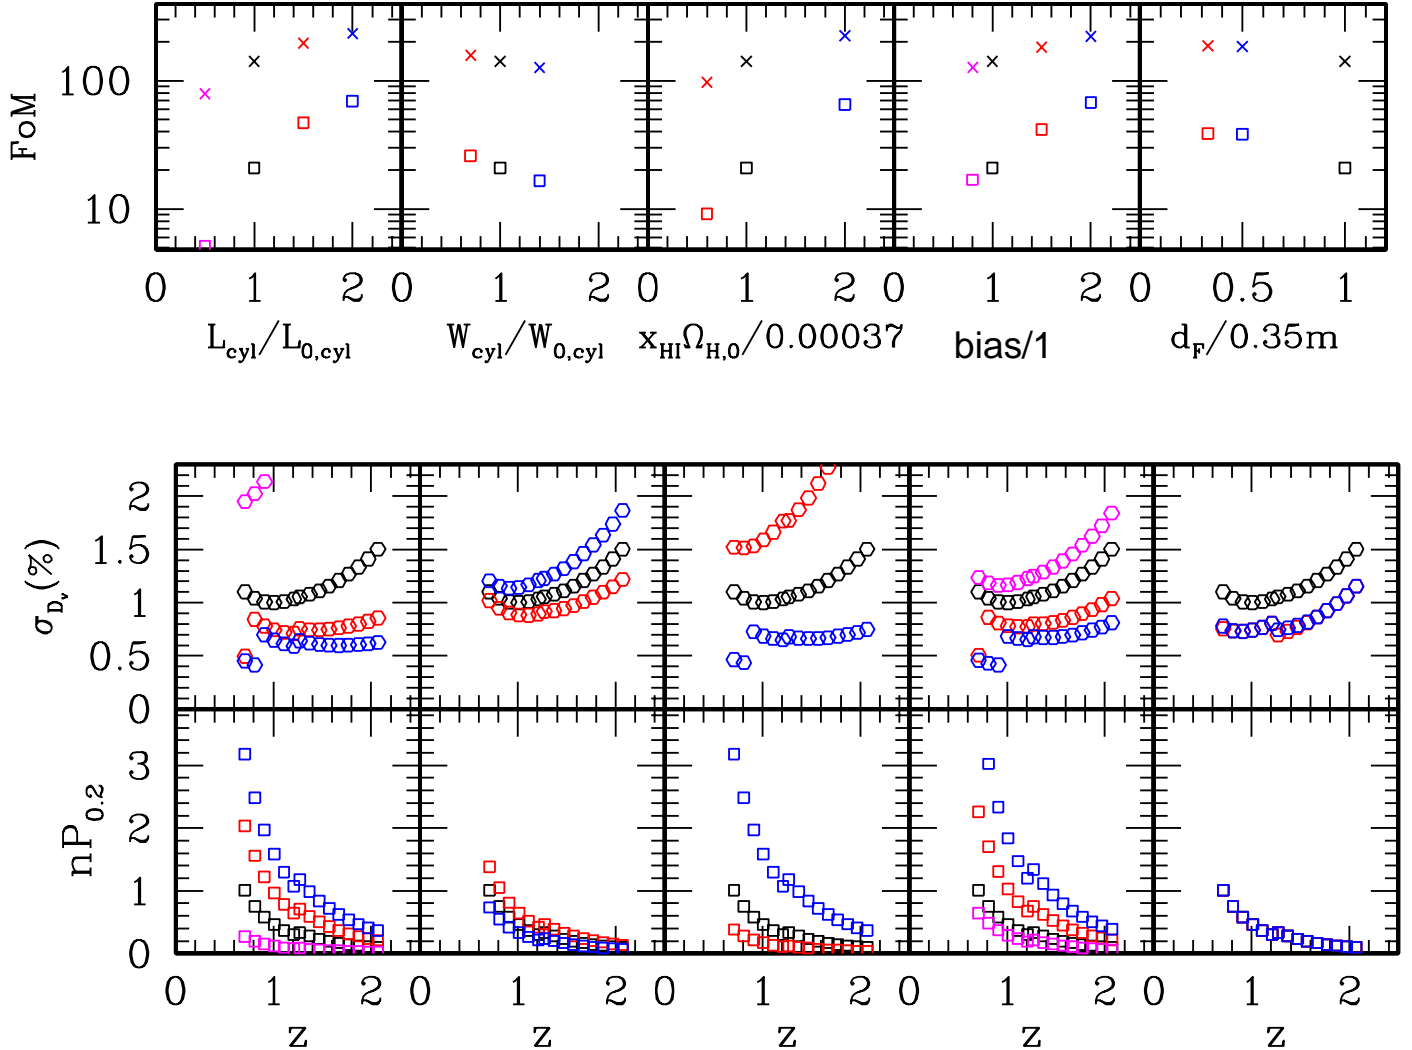 FoM
100
10
0 1 2 0 1 2 0 1 2 0 1 2 0 0.5 1
L_cyl/L_0,cyl W_cyl/W_0,cyl x_HIΩ_H,0/0.00037 bias/1 d_F/0.35m
σ_D_v(%)
2
1.5
1
0.5
0
nP_0.2
3
2
1
0
0 1 2 0 1 2 0 1 2 0 1 2 0 1 2
z z z z z